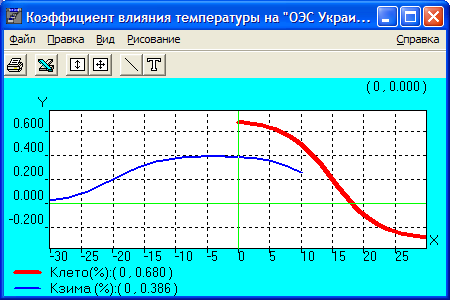 Коэффициент влияния температуры на "ОЭС Украи...
Файл Правка Вид Рисование Справка
T
(0,0.000)
Y
0.600
0.400
0.200
0.000
-0.200
X
-30 -25 -20 -15 -10 -5 0 5 10 15 20 25
Клето(%):(0,0.680)
Кзима(%):(0,0.386)